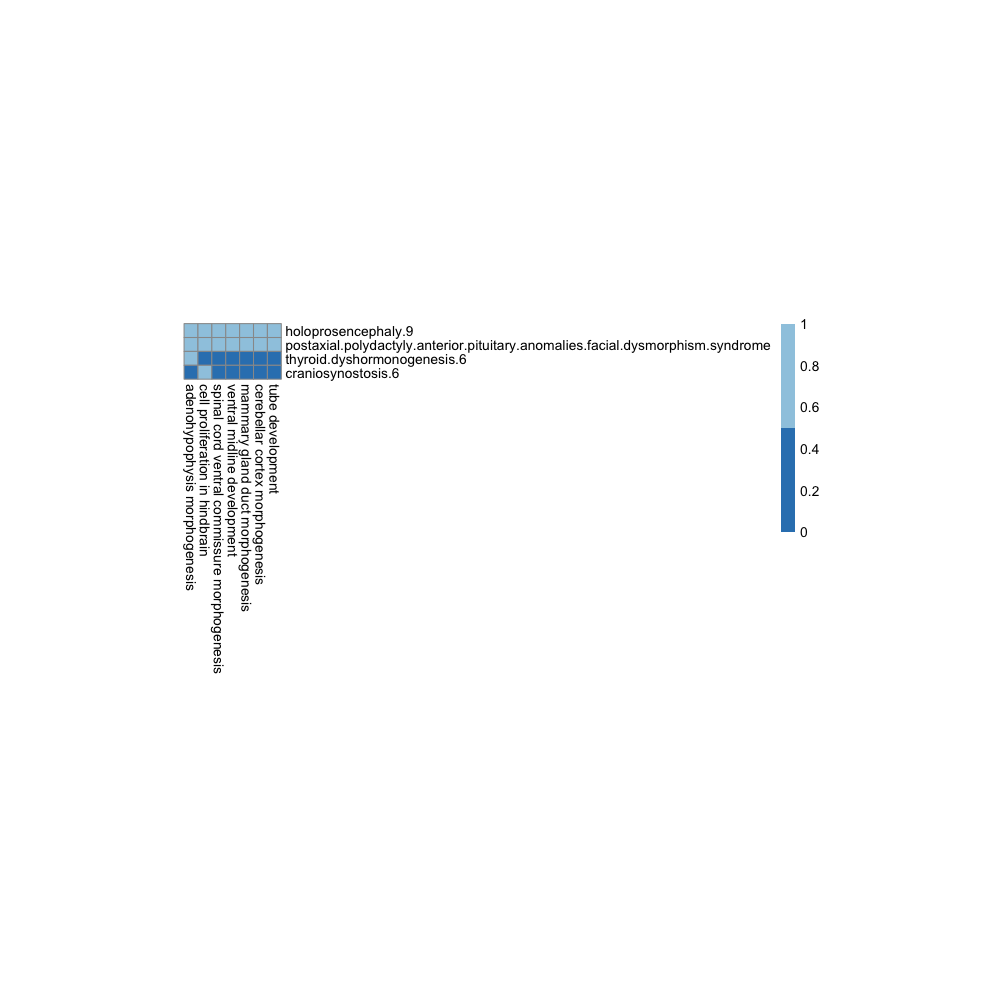 holoprosencephaly.9
postaxial.polydactyly.anterior.pituitary.anomalies.facial.dysmorphism.syndrome
thyroid.dyshormonogenesis.6
craniosynostosis.6
adenohypophysis morphogenesis
cell proliferation in hindbrain
spinal cord ventral commissure morphogenesis
ventral midline development
mammary gland duct morphogenesis
cerebellar cortex morphogenesis
tube development
1
0.8
0.6
0.4
0.2
0